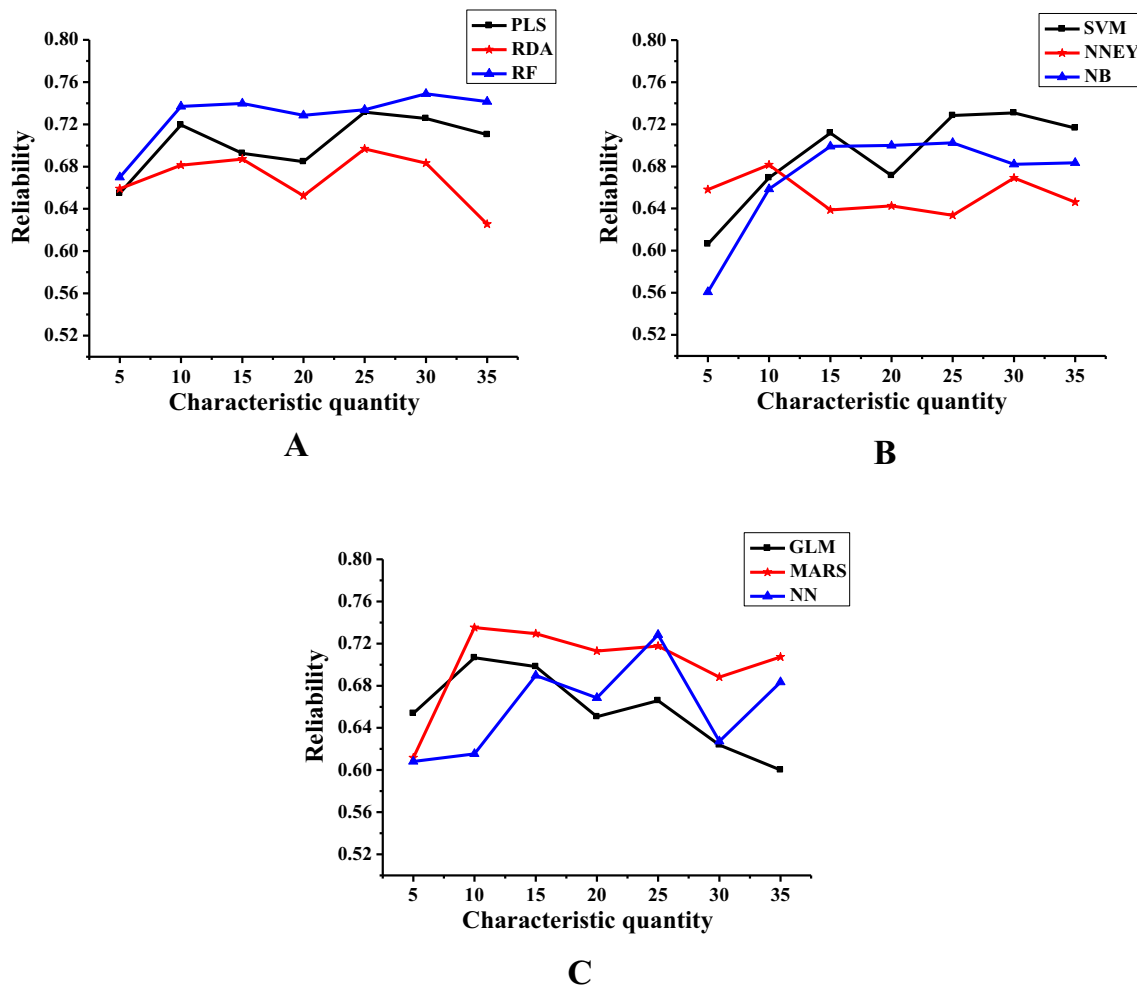 PLS
RDA
RF
0.80
0.76
0.72
0.68
0.64
0.60
0.56
0.52
Reliability
5 10 15 20 25 30 35
Characteristic quantity
A
SVM
NNEY
NB
0.80
0.76
0.72
0.68
0.64
0.60
0.56
0.52
Reliability
5 10 15 20 25 30 35
Characteristic quantity
B
GLM
MARS
NN
0.80
0.76
0.72
0.68
0.64
0.60
0.56
0.52
Reliability
5 10 15 20 25 30 35
Characteristic quantity
C